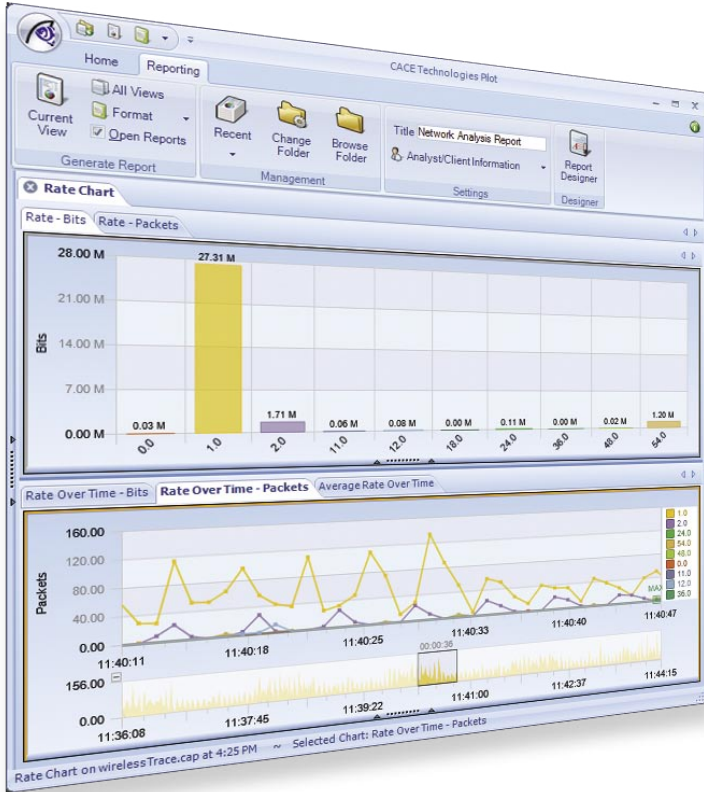 CACE Technologies Pilot
Home
Reporting
Current View
All Views
Format
Open Reports
Generate Report
Recent
Change Folder
Browse Folder
Management
Title Network Analysis Report
Analyst/Client Information
Settings
Report Designer
Designer
Rate Chart
Rate - Bits
Rate - Packets
28.00 M
21.00 M
14.00 M
7.00 M
0.00 M
Bits
0.03 M
27.31 M
1.71 M
0.06 M
0.08 M
0.00 M
0.11 M
0.00 M
0.02 M
1.20 M
0.0
1.0
2.0
11.0
12.0
18.0
24.0
36.0
48.0
54.0
Rate Over Time - Bits
Rate Over Time - Packets
Average Rate Over Time
160.00
120.00
80.00
40.00
0.00
Packets
1.0
2.0
24.0
54.0
48.0
0.0
11.0
12.0
36.0
MAX
11:40:11
11:40:18
11:40:25
11:40:33
11:40:40
11:40:47
00:00:36
156.00
0.00
11:36:08
11:37:45
11:39:22
11:41:00
11:42:37
11:44:15
Rate Chart on wirelessTrace.cap at 4:25 PM ~ Selected Chart: Rate Over Time - Packets